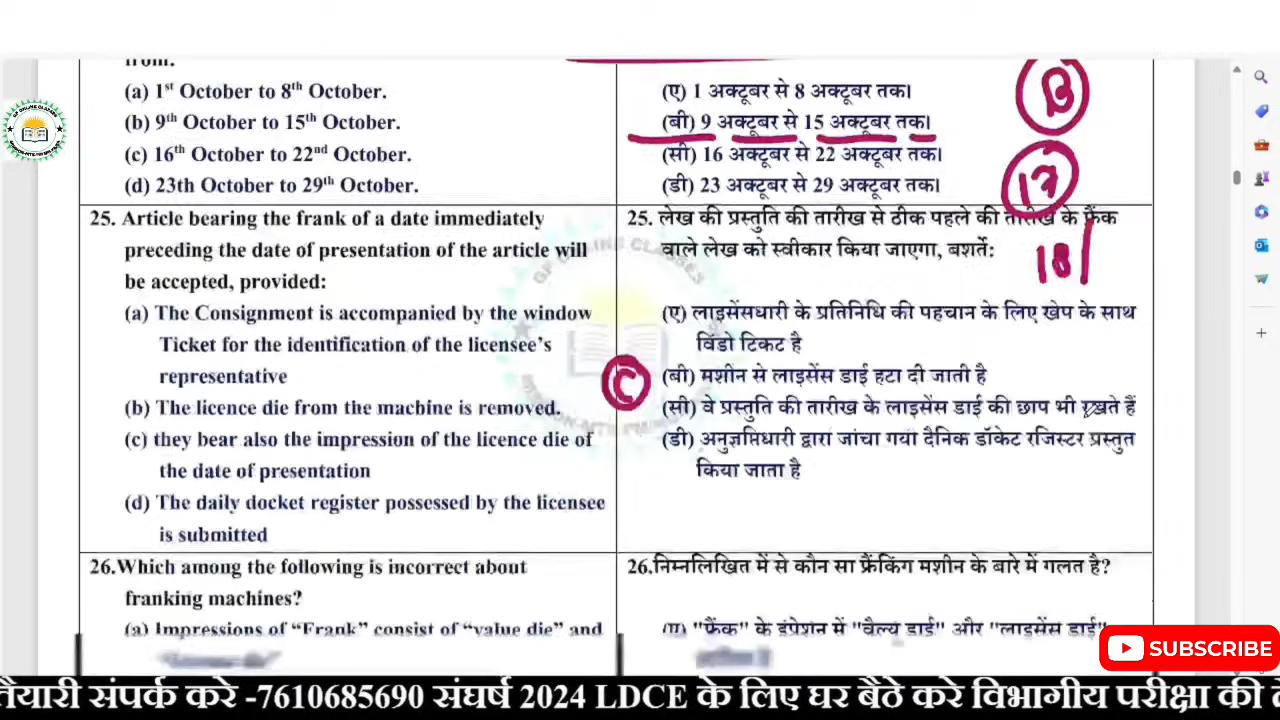 from:
(a) 1st October to 8th October.
(b) 9th October to 15th October.
(c) 16th October to 22nd October.
(d) 23th October to 29th October.
(ए) 1 अक्टूबर से 8 अक्टूबर तक।
(बी) 9 अक्टूबर से 15 अक्टूबर तक।
(सी) 16 अक्टूबर से 22 अक्टूबर तक।
(डी) 23 अक्टूबर से 29 अक्टूबर तक।
B
17
25. Article bearing the frank of a date immediately
preceding the date of presentation of the article will
be accepted, provided:
(a) The Consignment is accompanied by the window
Ticket for the identification of the licensee's
representative
(b) The licence die from the machine is removed.
(c) they bear also the impression of the licence die of
the date of presentation
(d) The daily docket register possessed by the licensee
is submitted
25. लेख की प्रस्तुति की तारीख से ठीक पहले की तारीख के फ्रैंक
वाले लेख को स्वीकार किया जाएगा, बशर्ते:
18
(ए) लाइसेंसधारी के प्रतिनिधि की पहचान के लिए खेप के साथ
विंडो टिकट है
(बी) मशीन से लाइसेंस डाई हटा दी जाती है
(सी) वे प्रस्तुति की तारीख के लाइसेंस डाई की छाप भी रखते हैं
(डी) अनुज्ञप्तिधारी द्वारा जांचा गया दैनिक डॉकेट रजिस्टर प्रस्तुत
किया जाता है
C
26.Which among the following is incorrect about
franking machines?
(a) Impressions of "Frank" consist of "value die" and
"license die"
26.निम्नलिखित में से कौन सा फ्रैंकिंग मशीन के बारे में गलत है?
(ए) "फ्रैंक" के इंप्रेशन में "वैल्यू डाई" और "लाइसेंस डाई"
SUBSCRIBE
तैयारी संपर्क करे -7610685690 संघर्ष 2024 LDCE के लिए घर बैठे करे विभागीय परीक्षा की